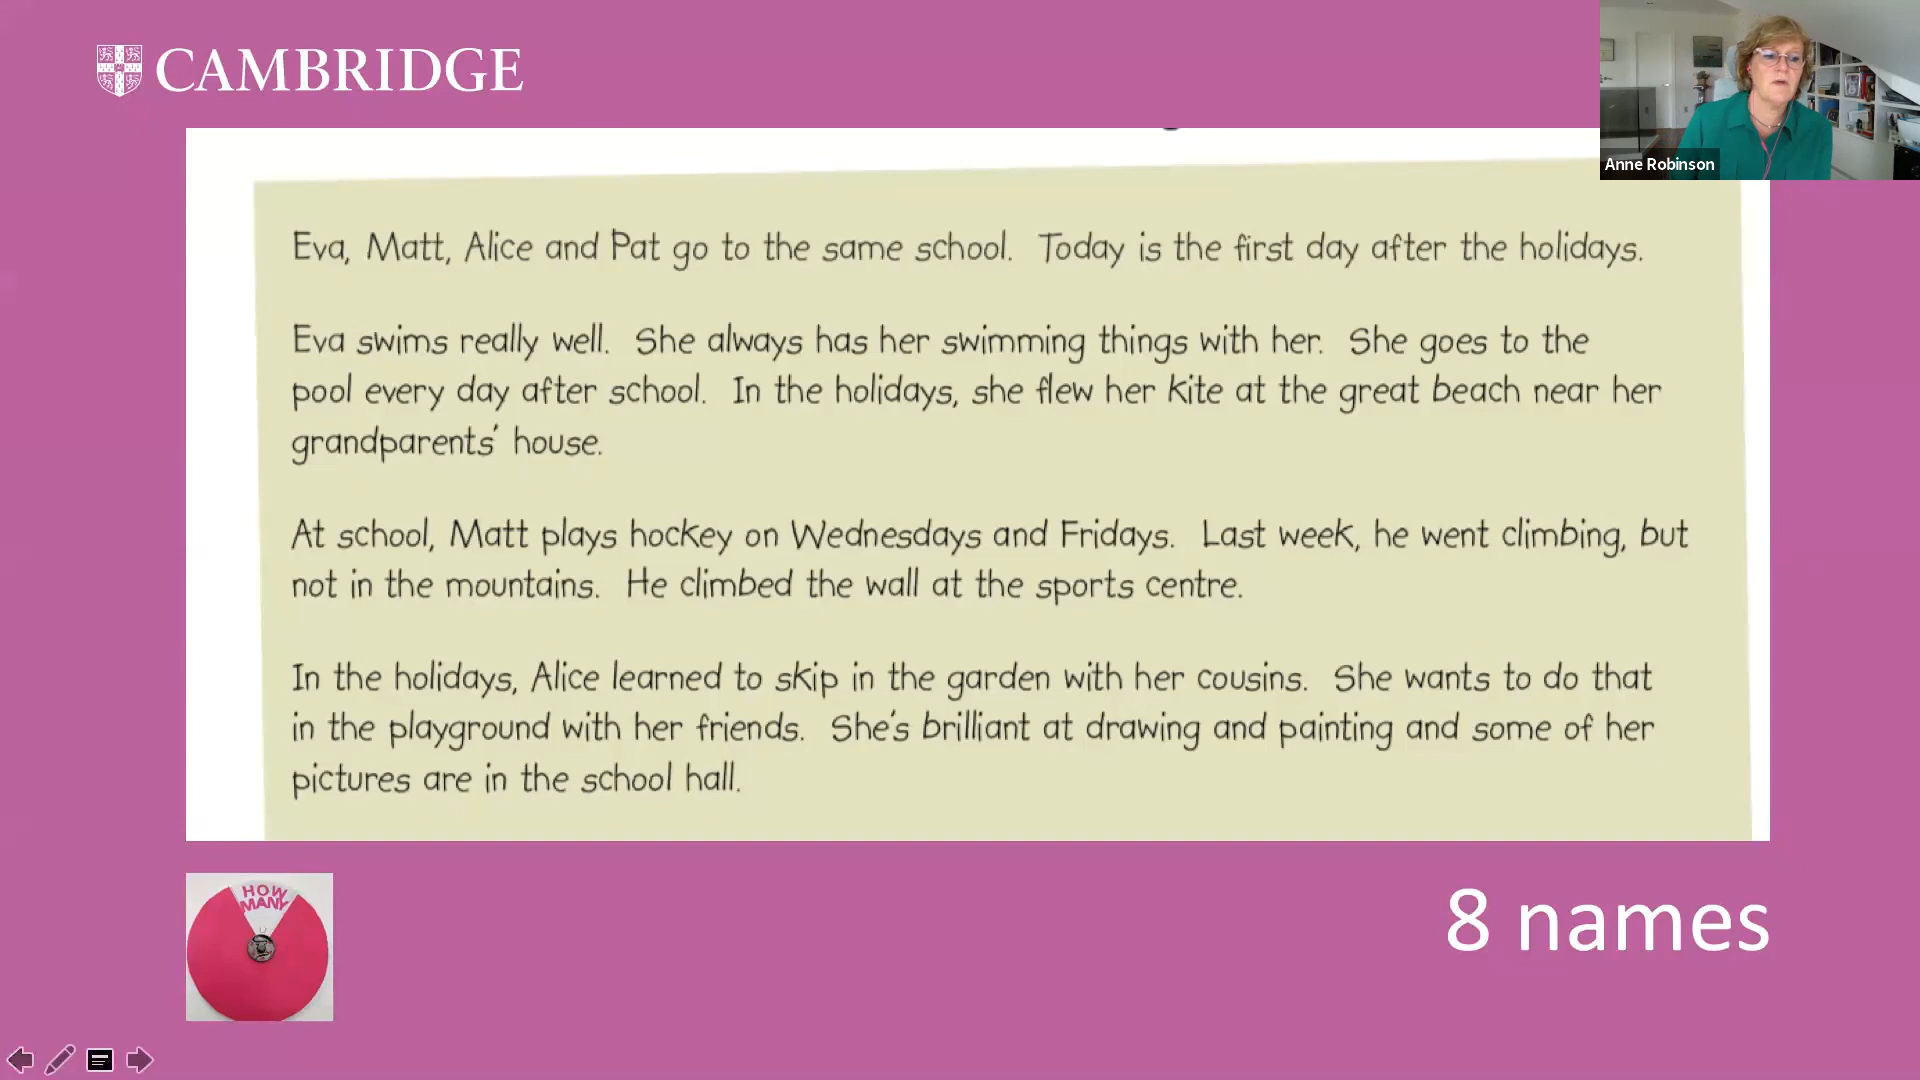 CAMBRIDGE
Anne Robinson
Eva, Matt, Alice and Pat go to the same school. Today is the first day after the holidays.
Eva swims really well. She always has her swimming things with her. She goes to the
pool every day after school. In the holidays, she flew her kite at the great beach near her
grandparents' house.
At school, Matt plays hockey on Wednesdays and Fridays. Last week, he went climbing, but
not in the mountains. He climbed the wall at the sports centre.
In the holidays, Alice learned to skip in the garden with her cousins. She wants to do that
in the playground with her friends. She's brilliant at drawing and painting and some of her
pictures are in the school hall.
HOW
MANY
8 names